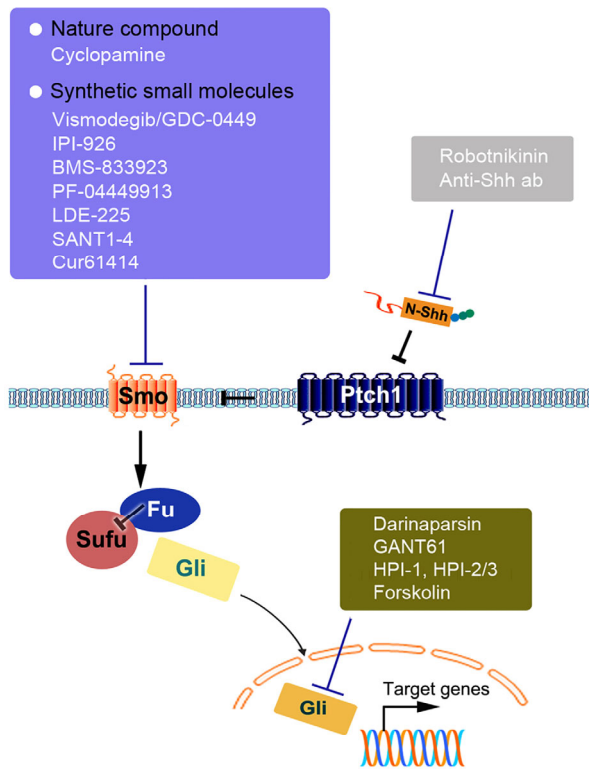 Nature compound
Cyclopamine
Synthetic small molecules
Vismodegib/GDC-0449
IPI-926
BMS-833923
PF-04449913
LDE-225
SANT1-4
Cur61414
Robotnikinin
Anti-Shh ab
N-Shh
Smo
Ptch1
Fu
Sufu
Gli
Darinaparsin
GANT61
HPI-1, HPI-2/3
Forskolin
Target genes
Gli